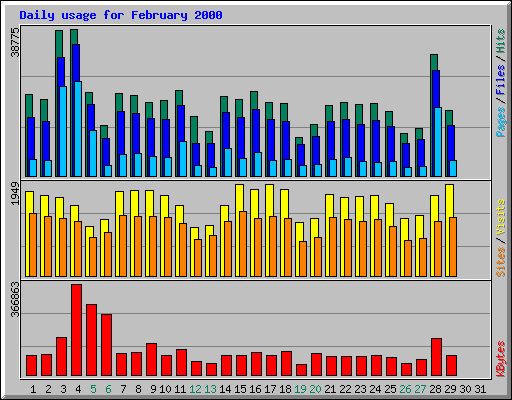 Daily usage for February 2000
38775
Pages / Files / Hits
1949
Sites / Visits
366863
KBytes
1 2 3 4 5 6 7 8 9 10 11 12 13 14 15 16 17 18 19 20 21 22 23 24 25 26 27 28 29 30 31